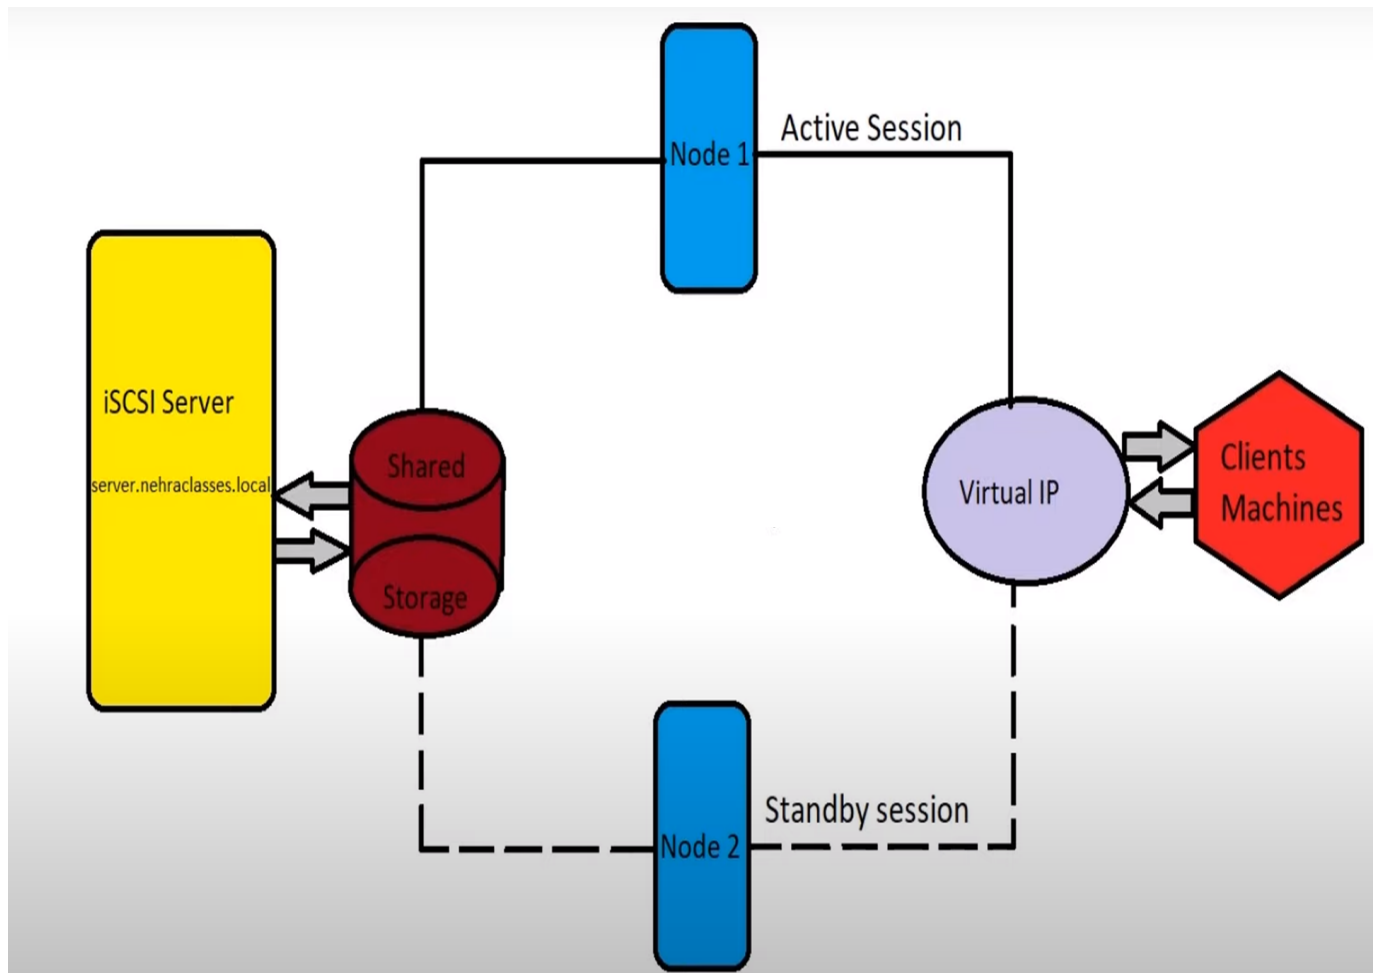 Node 1
Active Session
iSCSI Server
server.nehraclasses.local
Shared
Storage
Virtual IP
Clients
Machines
Standby session
Node 2